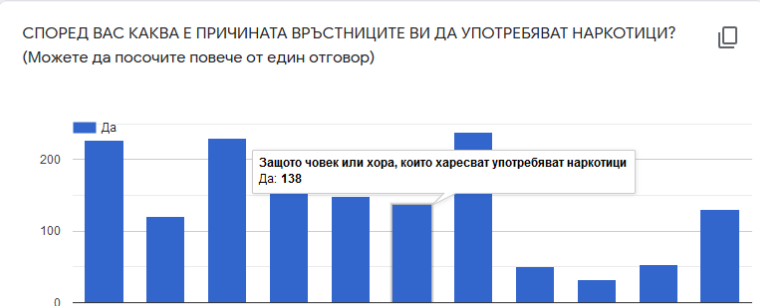 СПОРЕД ВАС КАКВА Е ПРИЧИНАТА ВРЪСТНИЦИТЕ ВИ ДА УПОТРЕБЯВАТ НАРКОТИЦИ?
(Можете да посочите повече от един отговор)
Да
200
Защото човек или хора, които харесват употребяват наркотици
Да: 138
100
0